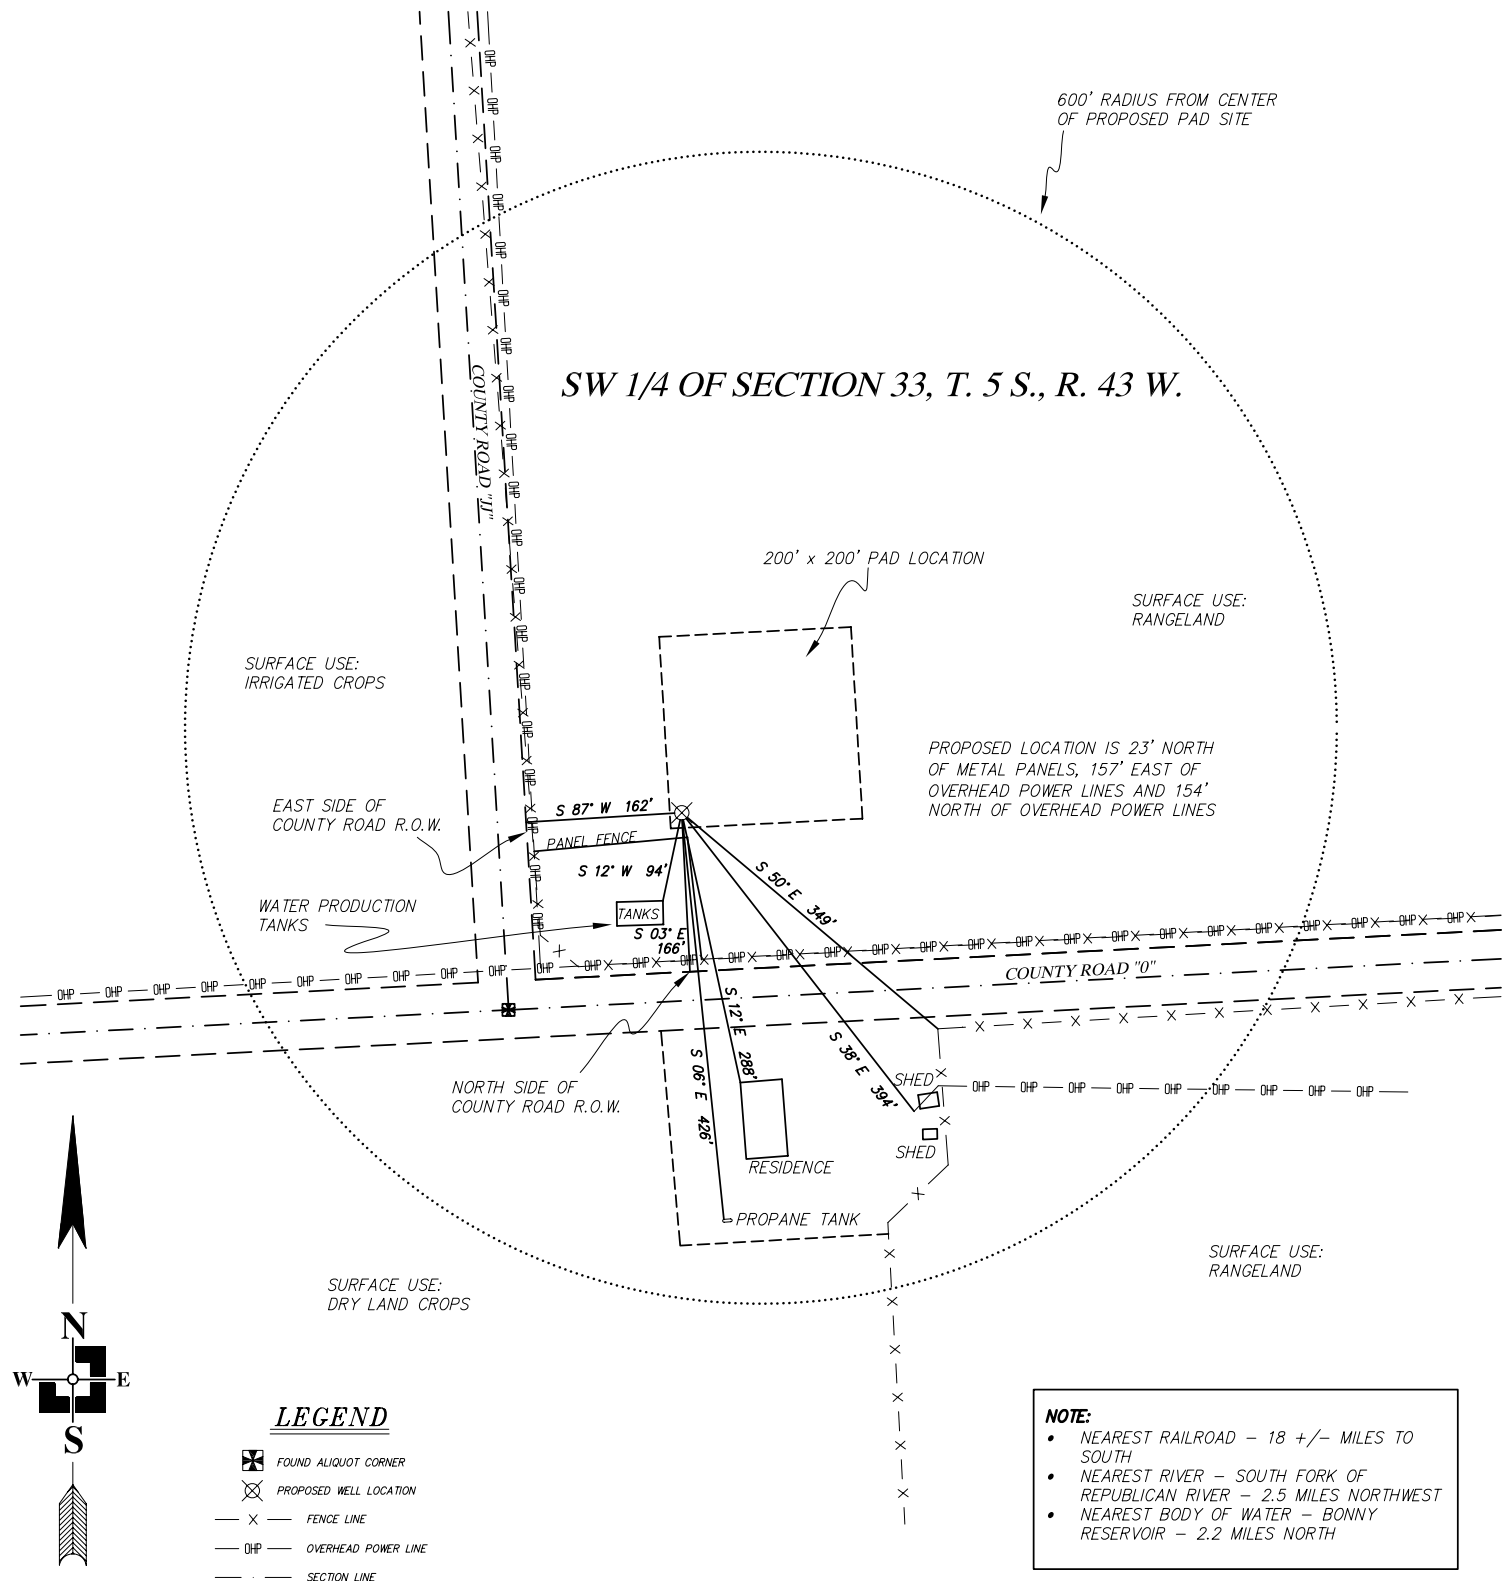 600' RADIUS FROM CENTER
OF PROPOSED PAD SITE
SW 1/4 OF SECTION 33, T. 5 S., R. 43 W.
COUNTY ROAD "JJ"
200' x 200' PAD LOCATION
SURFACE USE:
RANGELAND
SURFACE USE:
IRRIGATED CROPS
PROPOSED LOCATION IS 23' NORTH
OF METAL PANELS, 157' EAST OF
OVERHEAD POWER LINES AND 154'
NORTH OF OVERHEAD POWER LINES
EAST SIDE OF
COUNTY ROAD R.O.W.
S 87° W 162'
PANEL FENCE
S 12° W 94'
S 50° E 349'
WATER PRODUCTION
TANKS
TANKS
S 03° E
166'
COUNTY ROAD "O"
S 12° E 288'
S 38° E 394'
S 06° E 426'
NORTH SIDE OF
COUNTY ROAD R.O.W.
SHED
SHED
RESIDENCE
PROPANE TANK
OHP
SURFACE USE:
RANGELAND
SURFACE USE:
DRY LAND CROPS
N
W E
S
LEGEND
FOUND ALIQUOT CORNER
PROPOSED WELL LOCATION
X FENCE LINE
OHP OVERHEAD POWER LINE
SECTION LINE
NOTE:
• NEAREST RAILROAD – 18 +/– MILES TO
SOUTH
• NEAREST RIVER – SOUTH FORK OF
REPUBLICAN RIVER – 2.5 MILES NORTHWEST
• NEAREST BODY OF WATER – BONNY
RESERVOIR – 2.2 MILES NORTH